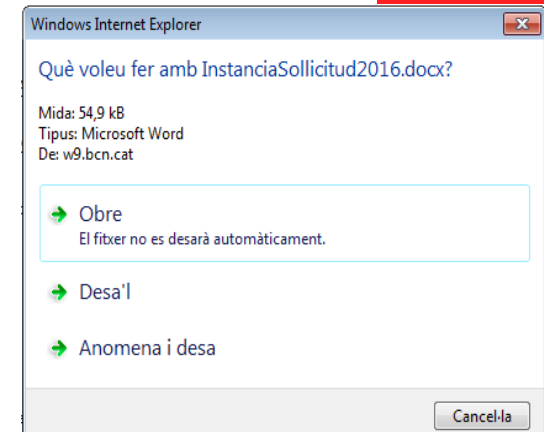 Windows Internet Explorer
Què voleu fer amb InstanciaSollicitud2016.docx?
Mida: 54,9 kB
Tipus: Microsoft Word
De: w9.bcn.cat
Obre
El fitxer no es desarà automàticament.
Desa'l
Anomena i desa
Cancel·la